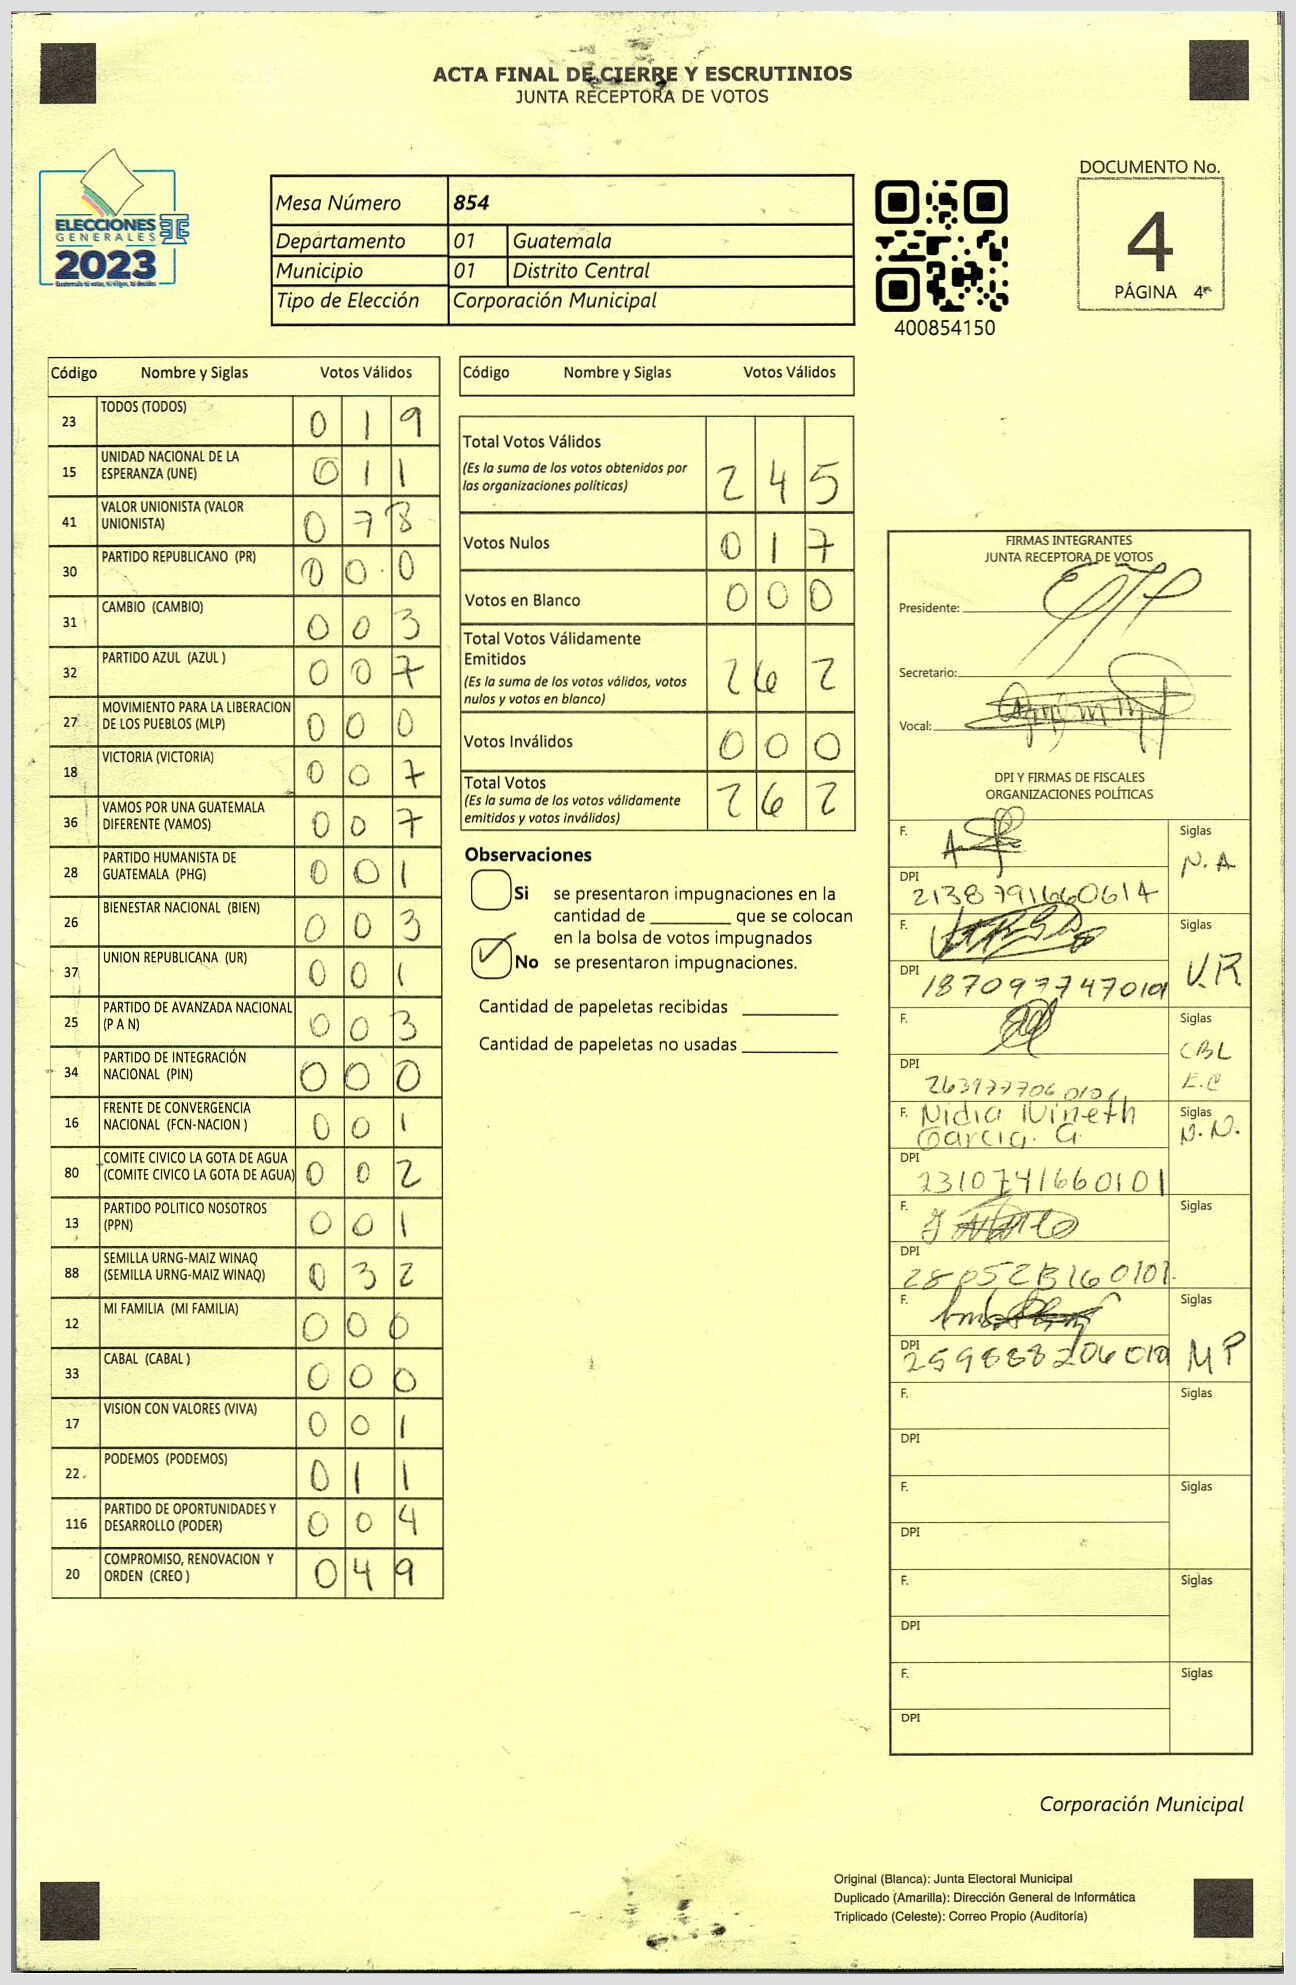 ACTA FINAL DE CIERRE Y ESCRUTINIOS
JUNTA RECEPTORA DE VOTOS
ELECCIONES
GENERALES
2023
Mesa Número 854
Departamento 01 Guatemala
Municipio 01 Distrito Central
Tipo de Elección Corporación Municipal
400854150
DOCUMENTO No.
4
PÁGINA 4
Código Nombre y Siglas Votos Válidos
23 TODOS (TODOS) 0 1 9
15 UNIDAD NACIONAL DE LA
ESPERANZA (UNE) 0 1 1
41 VALOR UNIONISTA (VALOR
UNIONISTA) 0 7 8
30 PARTIDO REPUBLICANO (PR) 0 0 0
31 CAMBIO (CAMBIO) 0 0 3
32 PARTIDO AZUL (AZUL ) 0 0 7
27 MOVIMIENTO PARA LA LIBERACION
DE LOS PUEBLOS (MLP) 0 0 0
18 VICTORIA (VICTORIA) 0 0 7
36 VAMOS POR UNA GUATEMALA
DIFERENTE (VAMOS) 0 0 7
28 PARTIDO HUMANISTA DE
GUATEMALA (PHG) 0 0 1
26 BIENESTAR NACIONAL (BIEN) 0 0 3
37 UNION REPUBLICANA (UR) 0 0 1
25 PARTIDO DE AVANZADA NACIONAL
(P A N) 0 0 3
34 PARTIDO DE INTEGRACIÓN
NACIONAL (PIN) 0 0 0
16 FRENTE DE CONVERGENCIA
NACIONAL (FCN-NACION ) 0 0 1
80 COMITE CIVICO LA GOTA DE AGUA
(COMITE CIVICO LA GOTA DE AGUA) 0 0 2
13 PARTIDO POLITICO NOSOTROS
(PPN) 0 0 1
88 SEMILLA URNG-MAIZ WINAQ
(SEMILLA URNG-MAIZ WINAQ) 0 3 2
12 MI FAMILIA (MI FAMILIA) 0 0 0
33 CABAL (CABAL ) 0 0 0
17 VISION CON VALORES (VIVA) 0 0 1
22 PODEMOS (PODEMOS) 0 1 1
116 PARTIDO DE OPORTUNIDADES Y
DESARROLLO (PODER) 0 0 4
20 COMPROMISO, RENOVACION Y
ORDEN (CREO ) 0 4 9
Código Nombre y Siglas Votos Válidos
Total Votos Válidos
(Es la suma de los votos obtenidos por
las organizaciones políticas) 2 4 5
Votos Nulos 0 1 7
Votos en Blanco 0 0 0
Total Votos Válidamente
Emitidos
(Es la suma de los votos válidos, votos
nulos y votos en blanco) 2 6 2
Votos Inválidos 0 0 0
Total Votos
(Es la suma de los votos válidamente
emitidos y votos inválidos) 2 6 2
Observaciones
Si se presentaron impugnaciones en la
cantidad de ________ que se colocan
en la bolsa de votos impugnados
No se presentaron impugnaciones.
Cantidad de papeletas recibidas
Cantidad de papeletas no usadas
FIRMAS INTEGRANTES
JUNTA RECEPTORA DE VOTOS
Presidente:
Secretario:
Vocal:
DPI Y FIRMAS DE FISCALES
ORGANIZACIONES POLÍTICAS
F. Siglas
N.A
DPI 2138791660614
F. Siglas
V.R
DPI 1870977470101
F. Siglas
CBL
E.C
DPI
F. Nidia Nineth Siglas
Garcia. G. N.N.
DPI 2310741660101
F. Siglas
DPI
F. Siglas
MP
DPI
F. Siglas
DPI
F. Siglas
DPI
F. Siglas
DPI
F. Siglas
DPI
Corporación Municipal
Original (Blanca): Junta Electoral Municipal
Duplicado (Amarilla): Dirección General de Informática
Triplicado (Celeste): Correo Propio (Auditoría)